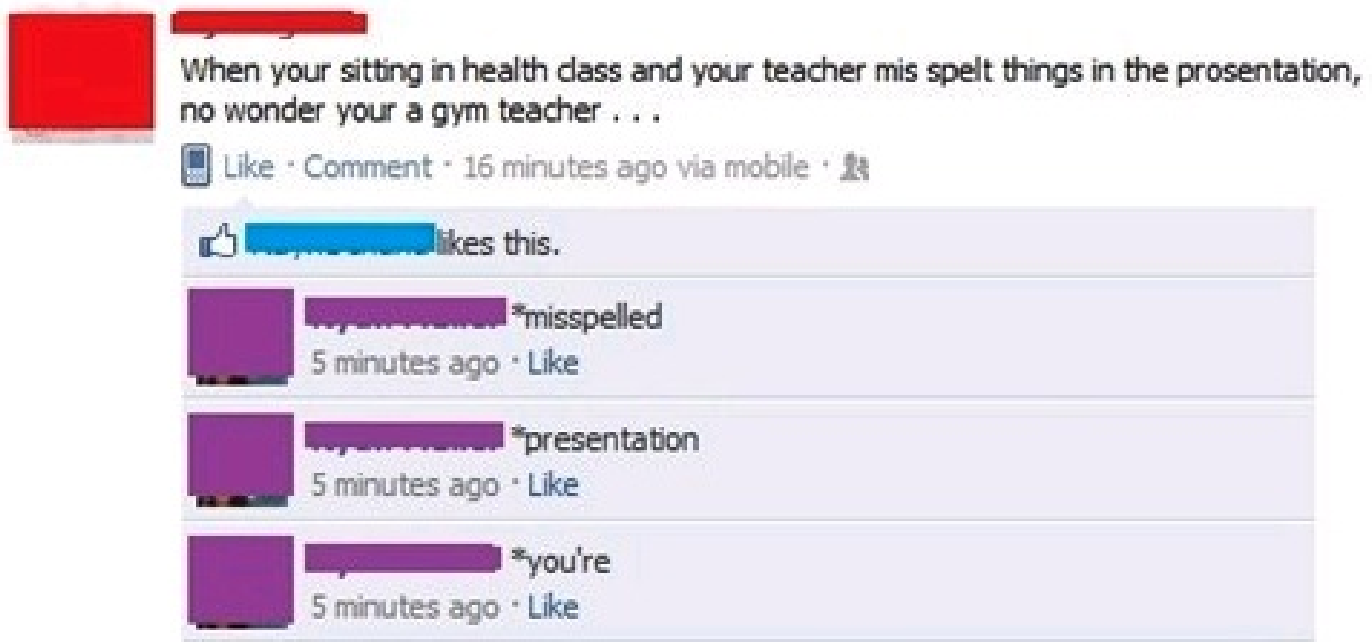 When your sitting in health class and your teacher mis spelt things in the prosentation,
no wonder your a gym teacher . . .
Like · Comment · 16 minutes ago via mobile ·
likes this.
*misspelled
5 minutes ago · Like
*presentation
5 minutes ago · Like
*you're
5 minutes ago · Like